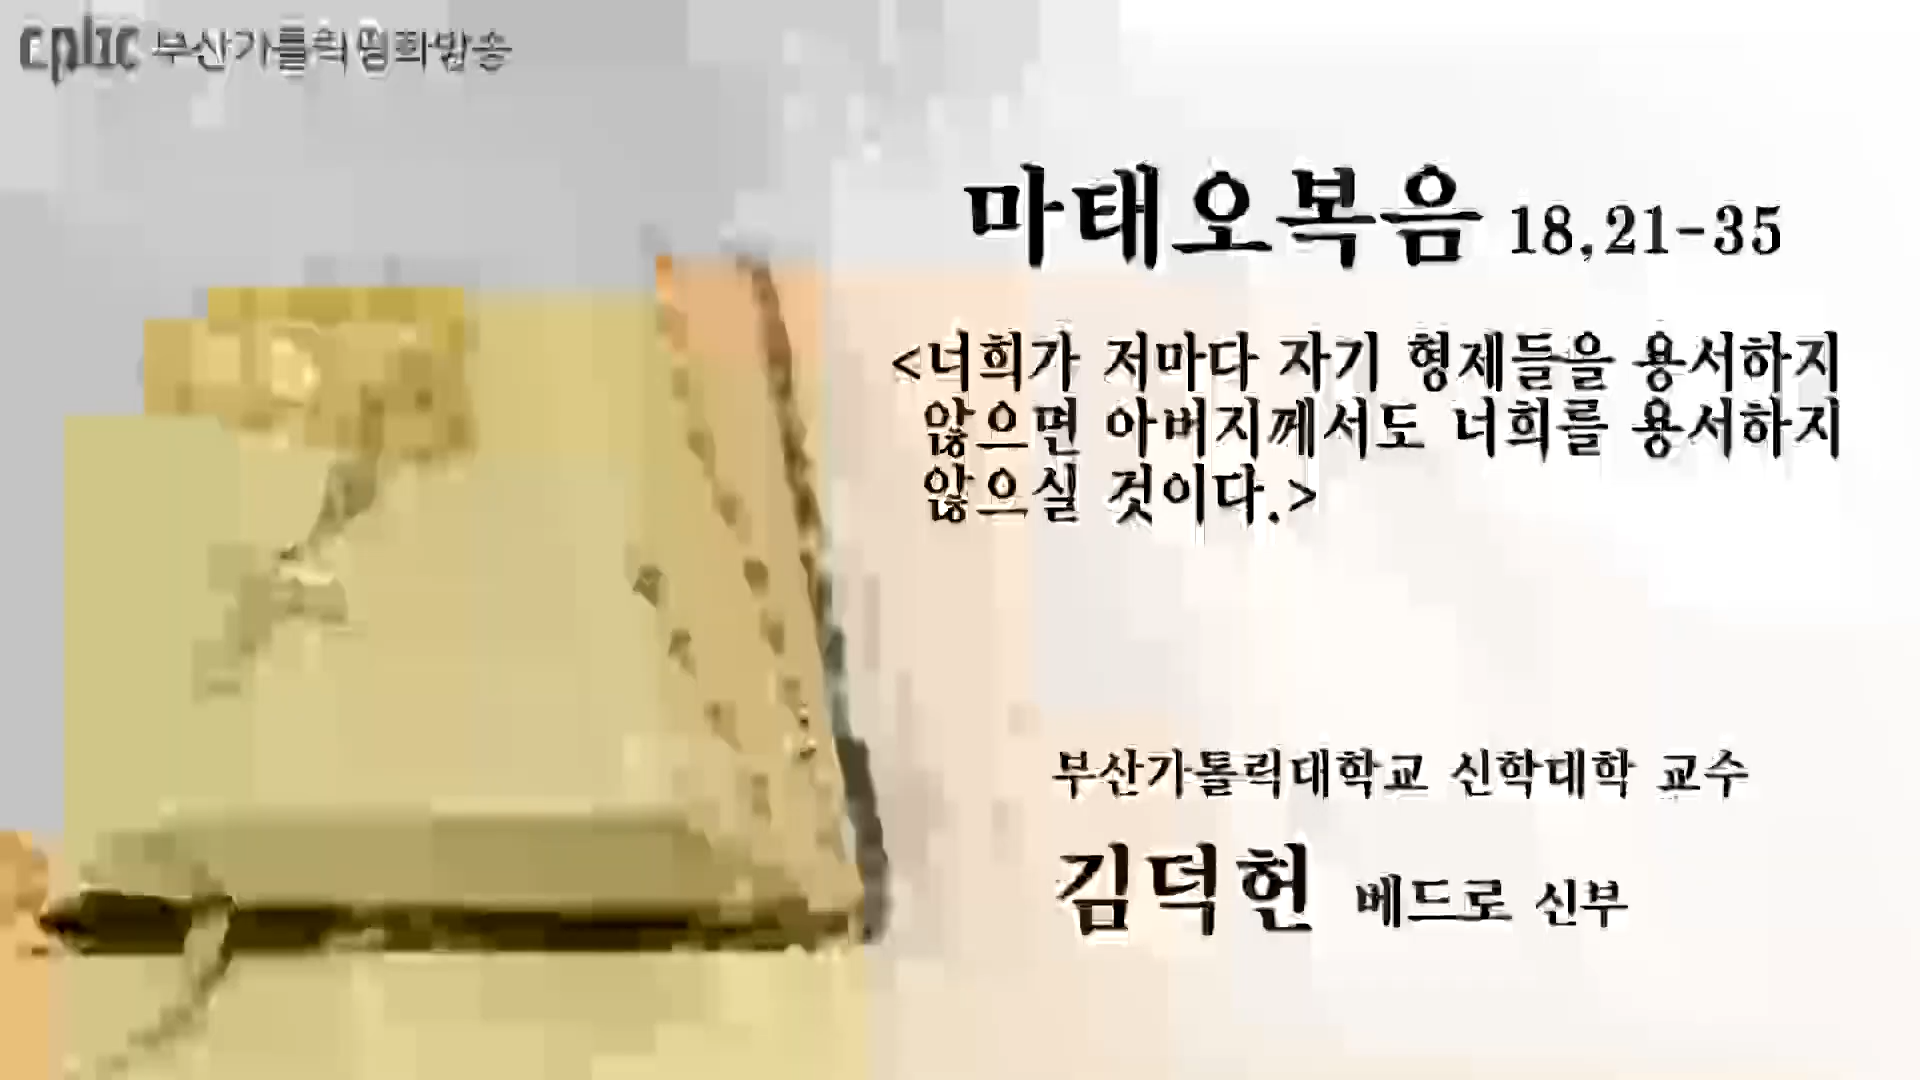 cpbc 부산가톨릭평화방송
마태오복음 18,21-35
<너희가 저마다 자기 형제들을 용서하지
않으면 아버지께서도 너희를 용서하지
않으실 것이다.>
부산가톨릭대학교 신학대학 교수
김덕헌 베드로 신부